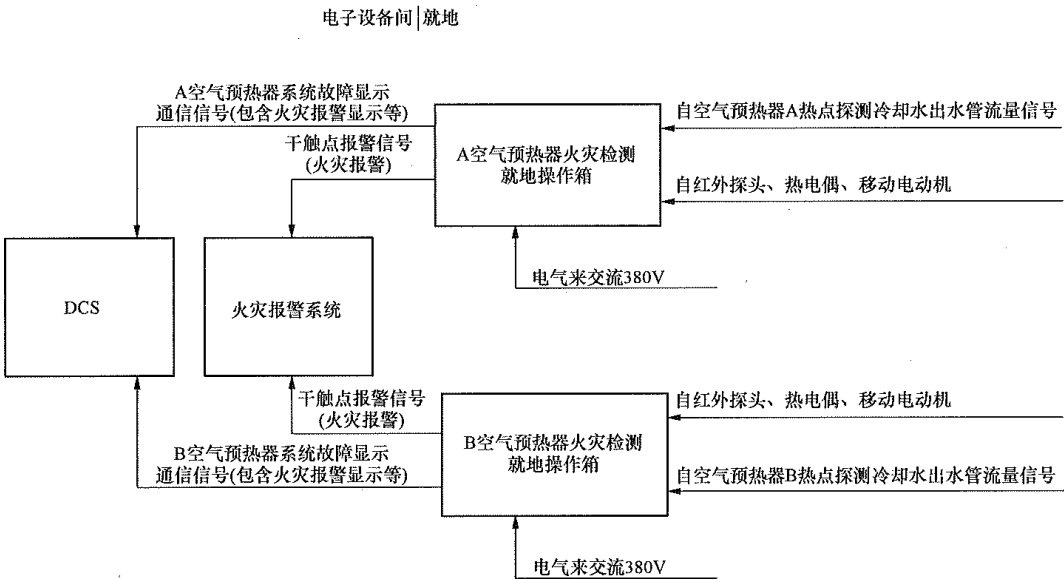 电子设备间|就地
A空气预热器系统故障显示
通信信号(包含火灾报警显示等)
干触点报警信号
(火灾报警)
A空气预热器火灾检测
就地操作箱
自空气预热器A热点探测冷却水出水管流量信号
自红外探头、热电偶、移动电动机
电气来交流380V
DCS
火灾报警系统
干触点报警信号
(火灾报警)
B空气预热器系统故障显示
通信信号(包含火灾报警显示等)
B空气预热器火灾检测
就地操作箱
自红外探头、热电偶、移动电动机
自空气预热器B热点探测冷却水出水管流量信号
电气来交流380V